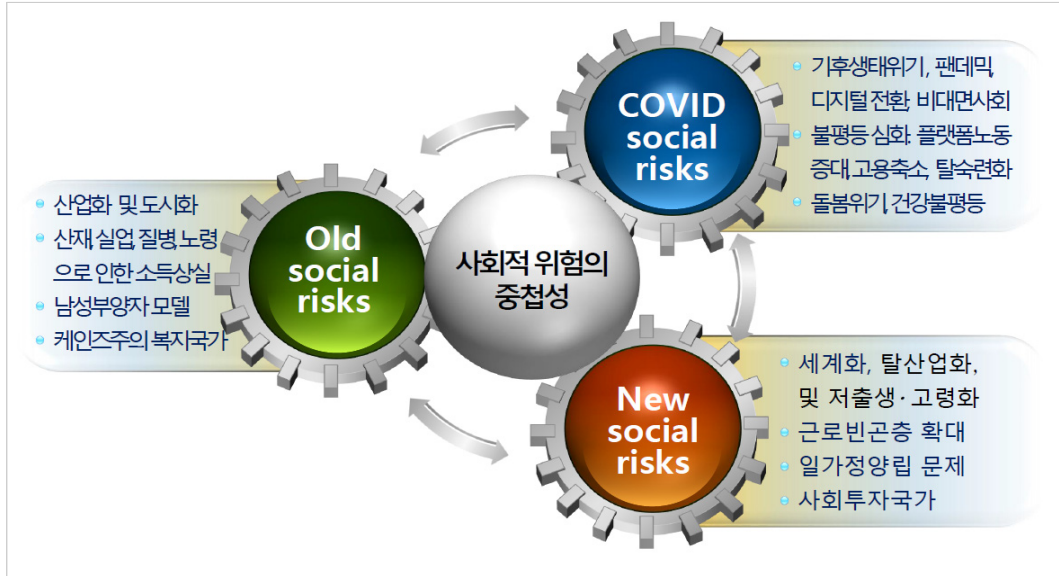 COVID
social
risks
기후생태위기, 팬데믹,
디지털 전환, 비대면사회
불평등 심화. 플랫폼노동
증대,고용축소, 탈숙련화
돌봄위기, 건강불평등
Old
social
risks
산업화 및 도시화
산재,실업,질병,노령
으로 인한 소득상실
남성부양자 모델
케인즈주의 복지국가
사회적 위험의
중첩성
New
social
risks
세계화, 탈산업화,
및 저출생·고령화
근로빈곤층 확대
일가정양립 문제
사회투자국가